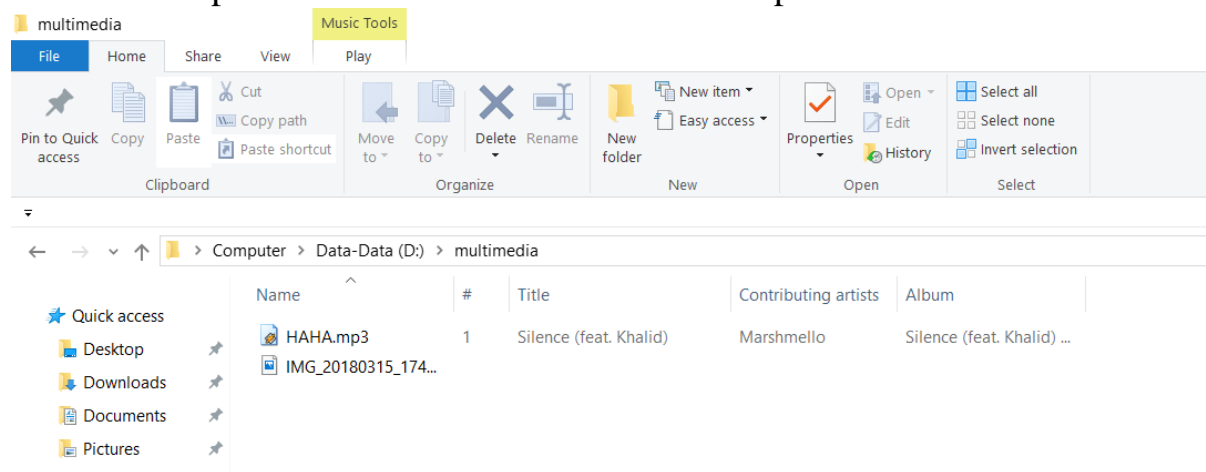 multimedia
Music Tools
File Home Share View Play
Pin to Quick access
Copy
Paste
Cut
Copy path
Paste shortcut
Clipboard
Move to
Copy to
Delete
Rename
Organize
New folder
New item
Easy access
New
Properties
Open
Edit
History
Open
Select all
Select none
Invert selection
Select
Computer > Data-Data (D:) > multimedia
Quick access
Desktop
Downloads
Documents
Pictures
Name # Title Contributing artists Album
HAHA.mp3 1 Silence (feat. Khalid) Marshmello Silence (feat. Khalid) ...
IMG_20180315_174...